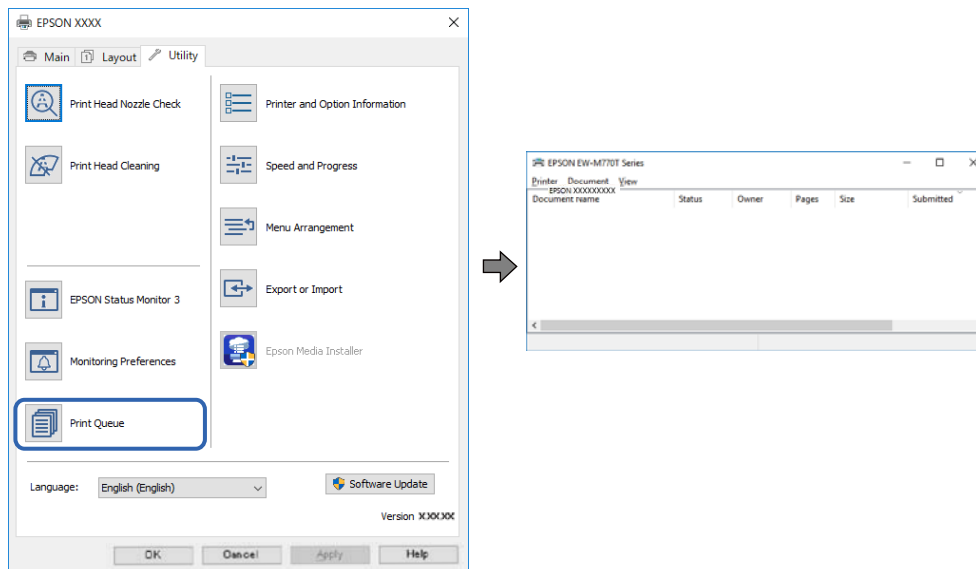 EPSON XXXX
Main
Layout
Utility
Print Head Nozzle Check
Printer and Option Information
Print Head Cleaning
Speed and Progress
Menu Arrangement
Export or Import
EPSON Status Monitor 3
Epson Media Installer
Monitoring Preferences
Print Queue
Language:
English (English)
Software Update
Version X.XX.XX
OK
Cancel
Apply
Help
EPSON EW-M770T Series
Printer Document View
EPSON XXXXXXXXX
Document Name Status Owner Pages Size Submitted